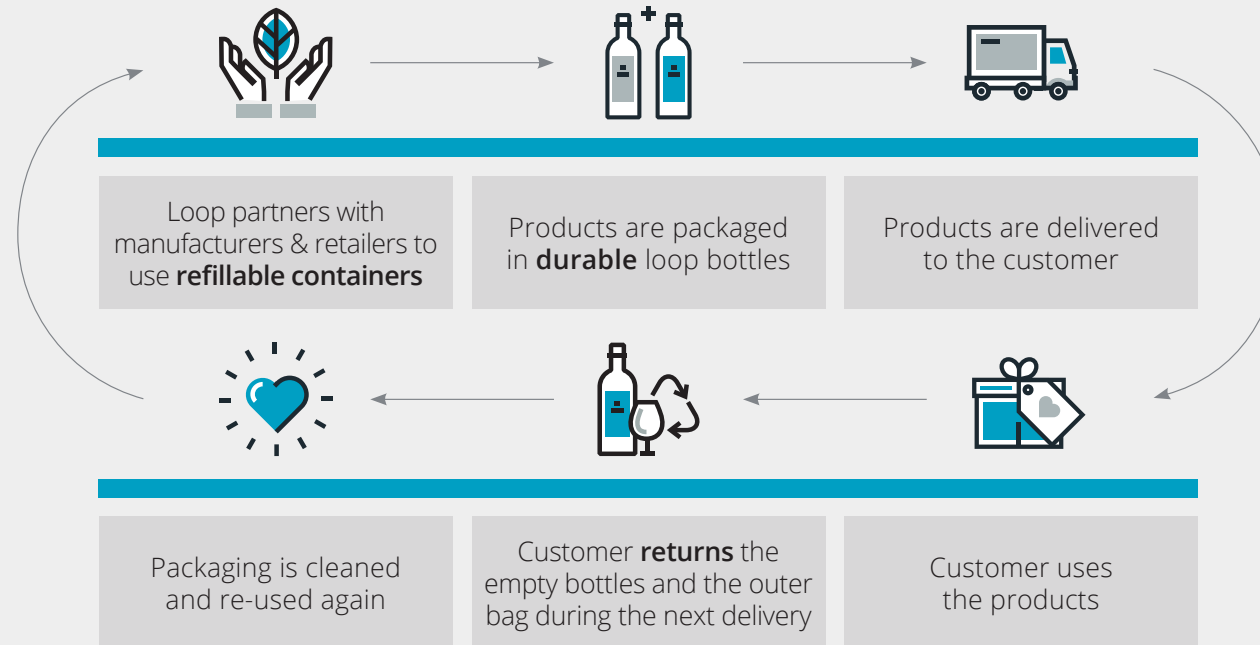 Loop partners with
manufacturers & retailers to
use refillable containers
Products are packaged
in durable loop bottles
Products are delivered
to the customer
Packaging is cleaned
and re-used again
Customer returns the
empty bottles and the outer
bag during the next delivery
Customer uses
the products